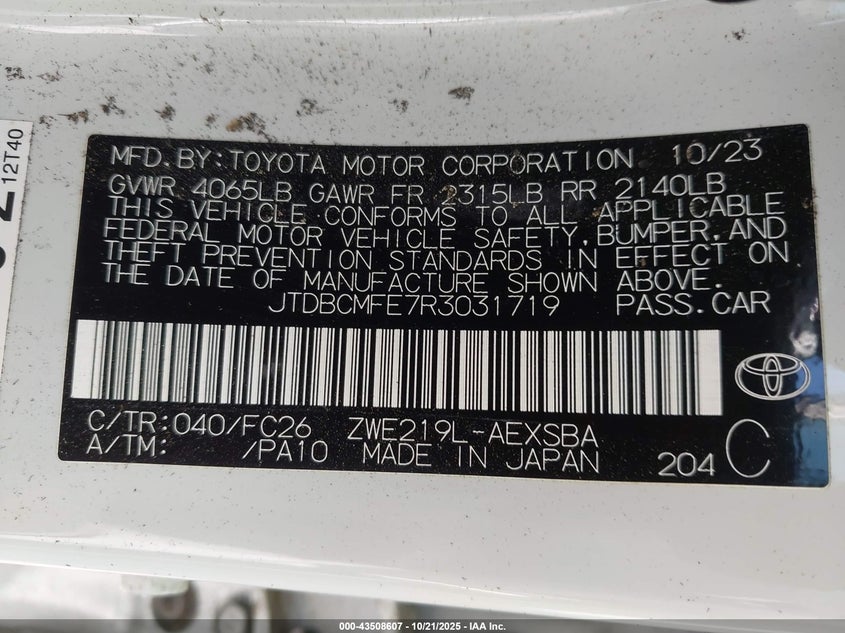 12T40
MFD.BY:TOYOTA MOTOR CORPORATION 10/23
GVWR 4065LB GAWR FR 2315LB RR 2140LB
THIS VEHICLE CONFORMS TO ALL APPLICABLE
FEDERAL MOTOR VEHICLE SAFETY,BUMPER,AND
THEFT PREVENTION STANDARDS IN EFFECT ON
THE DATE OF MANUFACTURE SHOWN ABOVE.
JTDBCMFE7R3031719 PASS.CAR
C/TR:040/FC26 ZWE219L-AEXSBA
A/TM: /PA10 MADE IN JAPAN 204 C
000-43508607 - 10/21/2025 - IAA Inc.